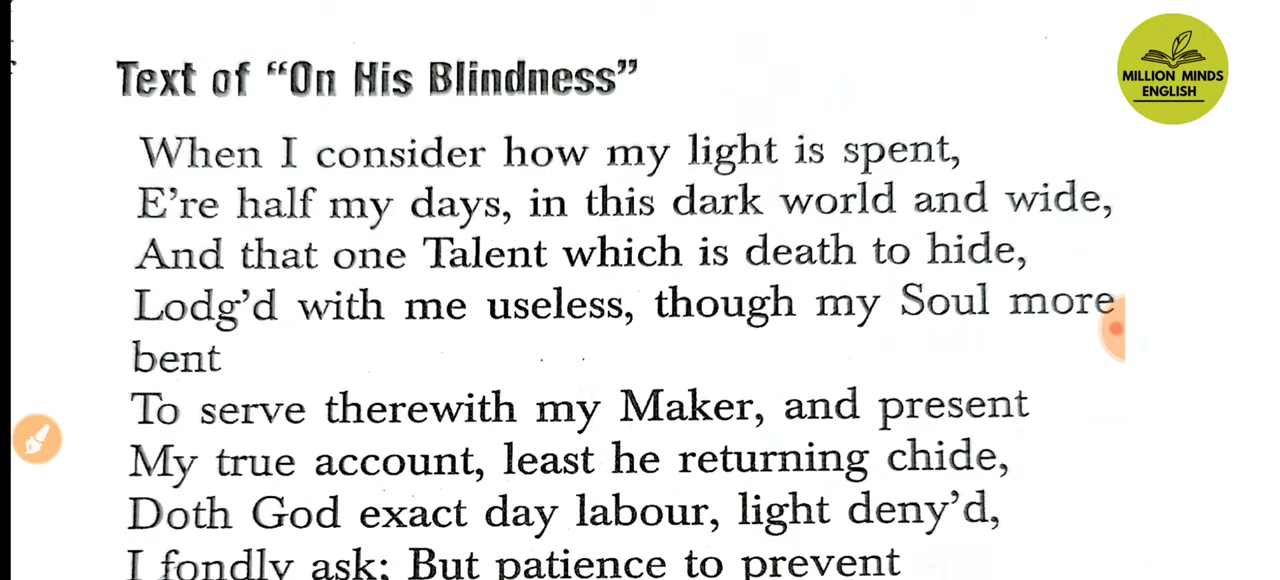 Text of “On His Blindness”
MILLION MINDS
ENGLISH
When I consider how my light is spent,
E’re half my days, in this dark world and wide,
And that one Talent which is death to hide,
Lodg’d with me useless, though my Soul more
bent
To serve therewith my Maker, and present
My true account, least he returning chide,
Doth God exact day labour, light deny’d,
I fondly ask; But patience to prevent